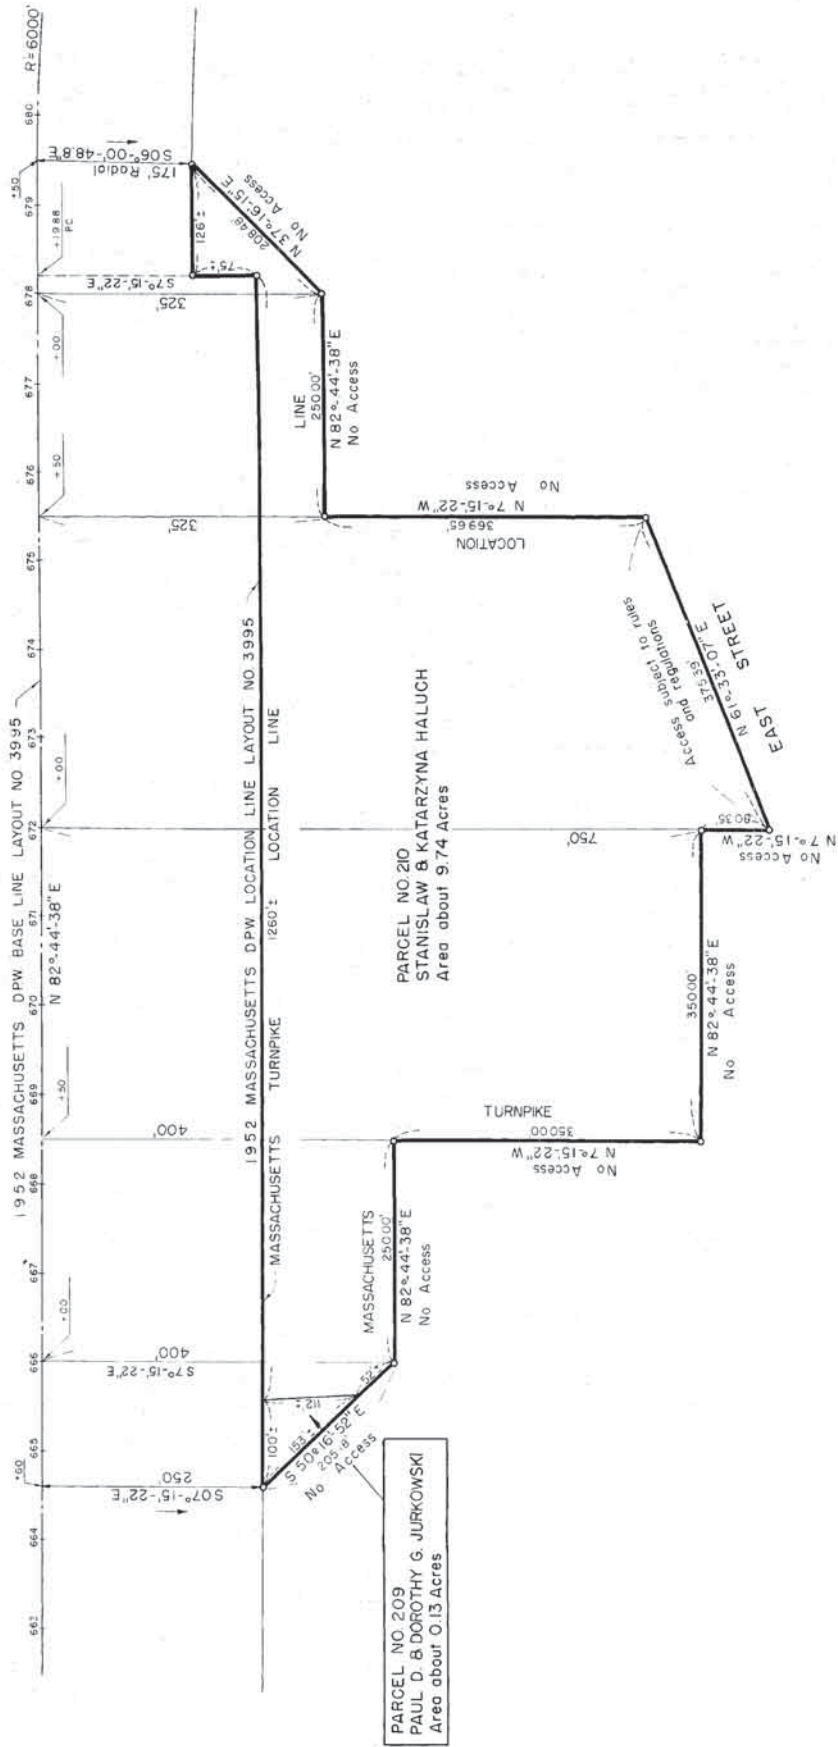 1952 MASSACHUSETTS DPW BASE LINE LAYOUT NO. 3995
N 82°-44'-38" E
R=6000'
663
664
665
666
667
668
669
670
671
672
673
674
675
676
677
678
679
680
+60
+00
+50
+00
+50
+00
+19.88
PC
+50
S07°-15'-22"E
250'
S7°-15'-22"E
400'
400'
750'
325'
325'
S7°-15'-22"E
175' Radial
S06°-00'-48.8"E
1952 MASSACHUSETTS DPW LOCATION LINE LAYOUT NO. 3995
MASSACHUSETTS TURNPIKE 1260'± LOCATION LINE
126'±
75'±
208.48'
N 37°-16'-15" E
No Access
LINE
250.00'
N 82°-44'-38" E
No Access
No Access
N 7°-15'-22" W
369.65'
LOCATION
Access subject to rules
and regulations
375.39'
N 61°-33'-07" E
EAST STREET
80.35'
N 7°-15'-22" W
No Access
350.00'
N 82°-44'-38" E
No Access
TURNPIKE
350.00
N 7°-15'-22" W
No Access
MASSACHUSETTS
250.00'
N 82°-44'-38" E
No Access
100'±
112'±
153'±
52'±
S 50°-16'-52" E
205.18'
No Access
PARCEL NO. 210
STANISLAW & KATARZYNA HALUCH
Area about 9.74 Acres
PARCEL NO. 209
PAUL D. & DOROTHY G. JURKOWSKI
Area about 0.13 Acres